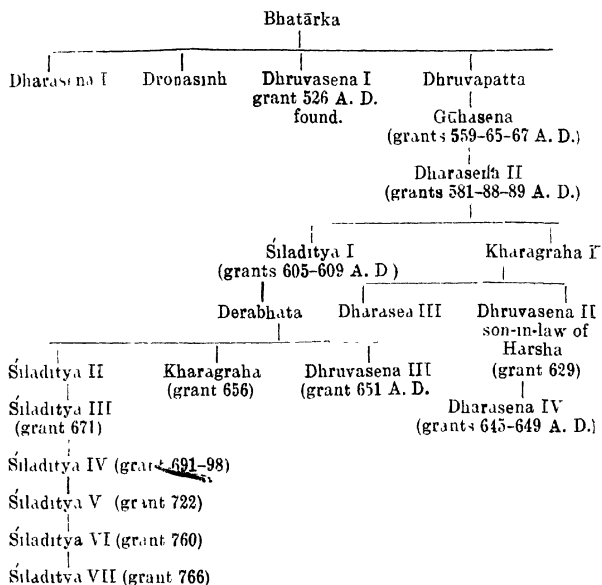 Bhatārka
Dharasena I Dronasinh Dhruvasena I Dhruvapatta
grant 526 A. D.
found.
Gūhasena
(grants 559-65-67 A. D.)
Dharasena II
(grants 581-88-89 A. D.)
Śiladitya I Kharagraha I
(grants 605-609 A. D )
Derabhata Dharasea III Dhruvasena II
son-in-law of
Harsha
(grant 629)
Śiladitya II Kharagraha Dhruvasena III
(grant 656) (grant 651 A. D.
Śiladitya III Dharasena IV
(grant 671) (grants 645-649 A. D.)
Śiladitya IV (grant 691-98)
Śiladitya V (grant 722)
Śiladitya VI (grant 760)
Śiladitya VII (grant 766)